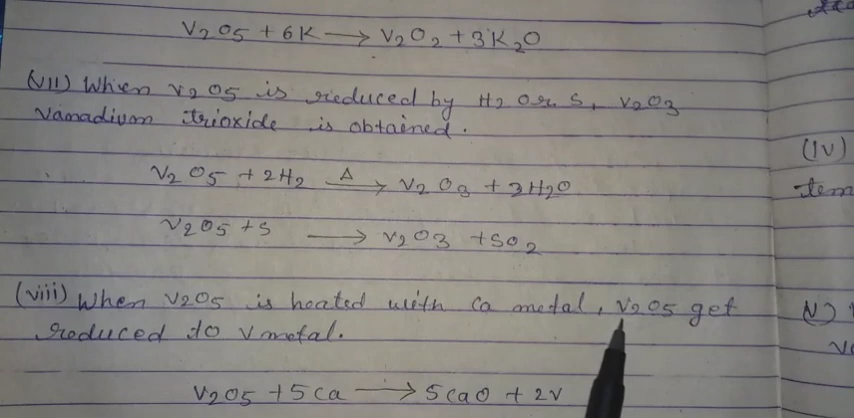 V2O5 + 6K → V2O2 + 3K2O
(VII) When V2O5 is reduced by H2 or S, V2O3
Vanadium trioxide is obtained.
V2O5 + 2H2 Δ→ V2O3 + 2H2O
V2O5 + S → V2O3 + SO2
(viii) When V2O5 is heated with Ca metal, V2O5 get
reduced to V metal.
V2O5 + 5Ca → 5CaO + 2V
(IV)
tem
(V)